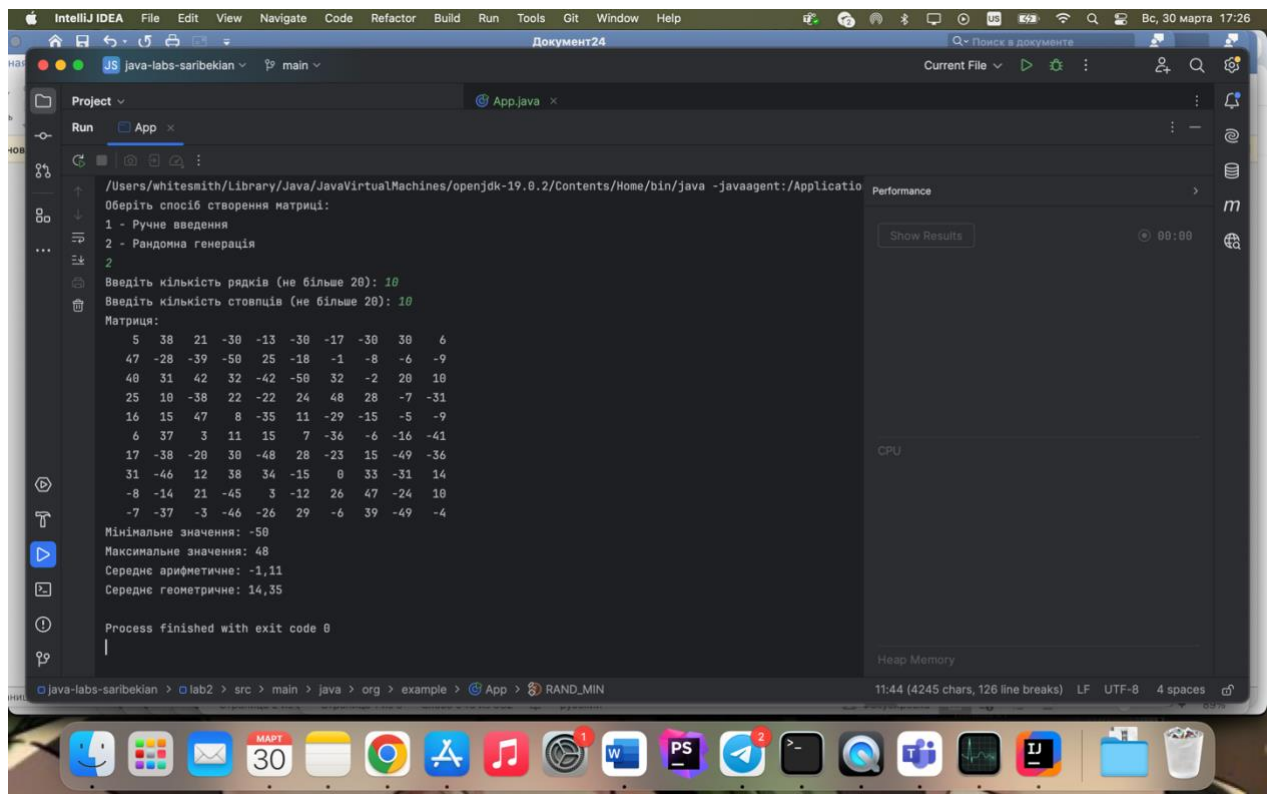 IntelliJ IDEA File Edit View Navigate Code Refactor Build Run Tools Git Window Help US Вс, 30 марта 17:26
Документ24 Поиск в документе
JS java-labs-saribekian main Current File
Project App.java
Run App
/Users/whitesmith/Library/Java/JavaVirtualMachines/openjdk-19.0.2/Contents/Home/bin/java -javaagent:/Applicatio
Performance
Оберіть спосіб створення матриці:
1 - Ручне введення
2 - Рандомна генерація
Show Results 00:00
2
Введіть кількість рядків (не більше 20): 10
Введіть кількість стовпців (не більше 20): 10
Матриця:
5 38 21 -30 -13 -30 -17 -30 30 6
47 -28 -39 -50 25 -18 -1 -8 -6 -9
40 31 42 32 -42 -50 32 -2 20 10
25 10 -38 22 -22 24 48 28 -7 -31
16 15 47 8 -35 11 -29 -15 -5 -9
6 37 3 11 15 7 -36 -6 -16 -41
CPU
17 -38 -20 30 -48 28 -23 15 -49 -36
31 -46 12 38 34 -15 0 33 -31 14
-8 -14 21 -45 3 -12 26 47 -24 10
-7 -37 -3 -46 -26 29 -6 39 -49 -4
Мінімальне значення: -50
Максимальне значення: 48
Середнє арифметичне: -1,11
Середнє геометричне: 14,35
Process finished with exit code 0
Heap Memory
java-labs-saribekian > lab2 > src > main > java > org > example > App > RAND_MIN 11:44 (4245 chars, 126 line breaks) LF UTF-8 4 spaces
МАРТ
30
1
W
PS
2
IJ